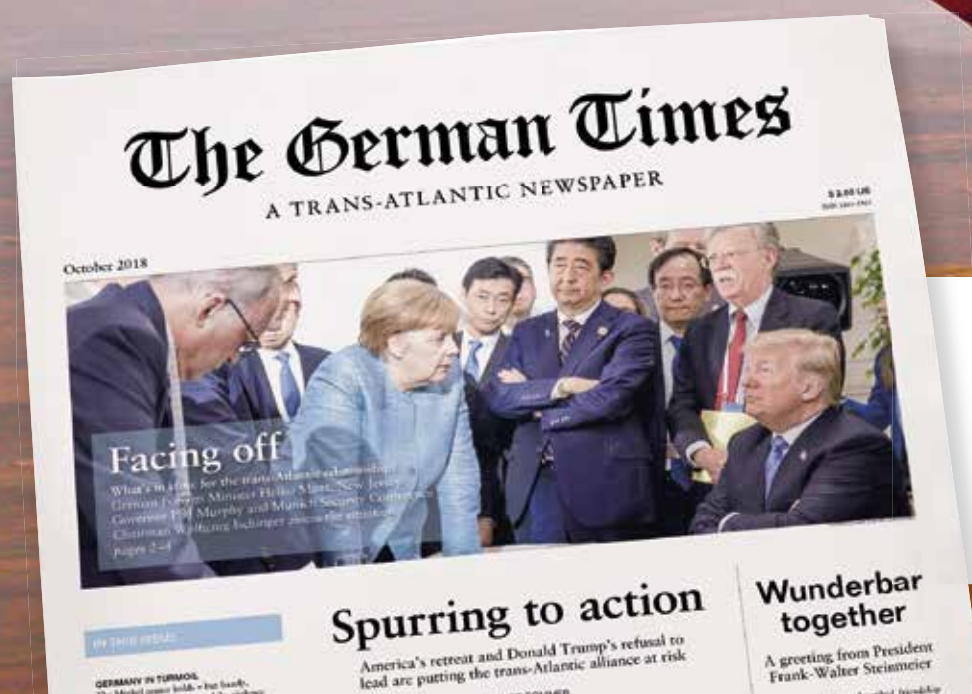 The German Times
A TRANS-ATLANTIC NEWSPAPER
$ 3.00 US
October 2018
Facing off
What's in store for the trans-Atlantic relationship?
German Foreign Minister Heiko Maas, New Jersey
Governor Phil Murphy and Munich Security Conference
Chairman Wolfgang Ischinger assess the situation.
pages 2–4
IN THIS ISSUE
GERMANY IN TURMOIL
Spurring to action
America's retreat and Donald Trump's refusal to
lead are putting the trans-Atlantic alliance at risk
Wunderbar
together
A greeting from President
Frank-Walter Steinmeier